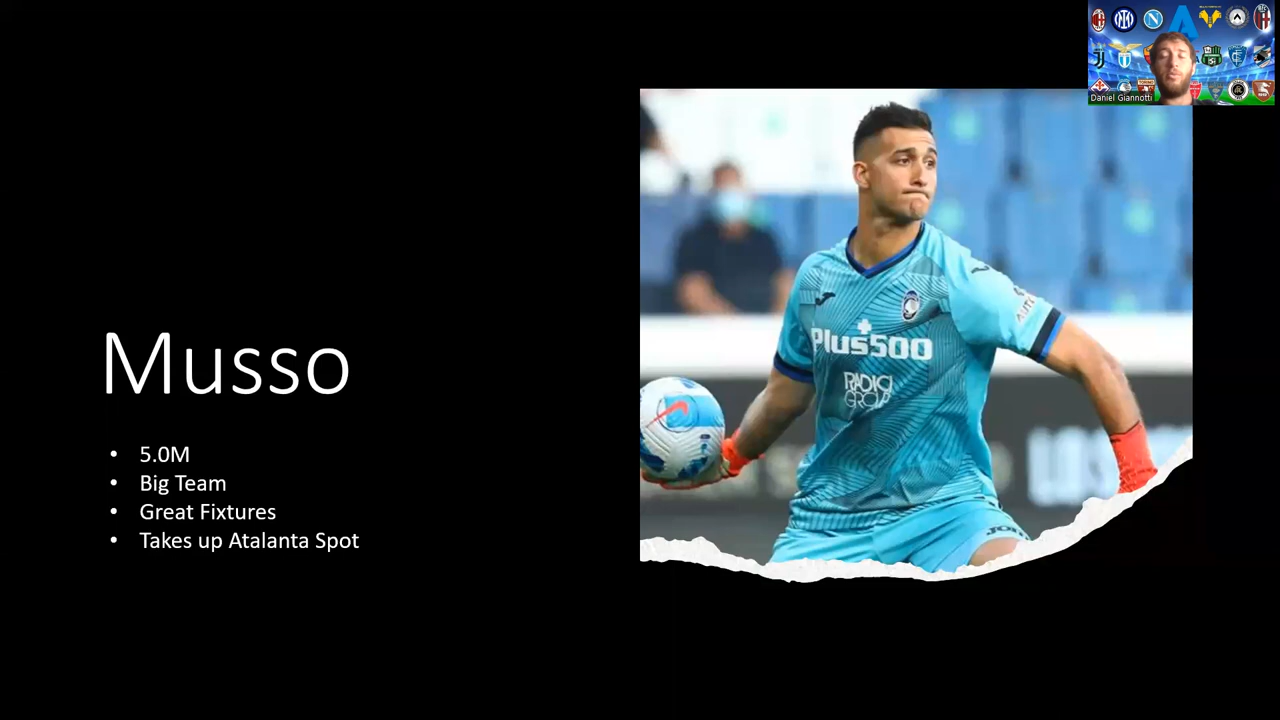 Daniel Giannotti
Plus500
RADICI
GROUP
Musso
• 5.0M
• Big Team
• Great Fixtures
• Takes up Atalanta Spot